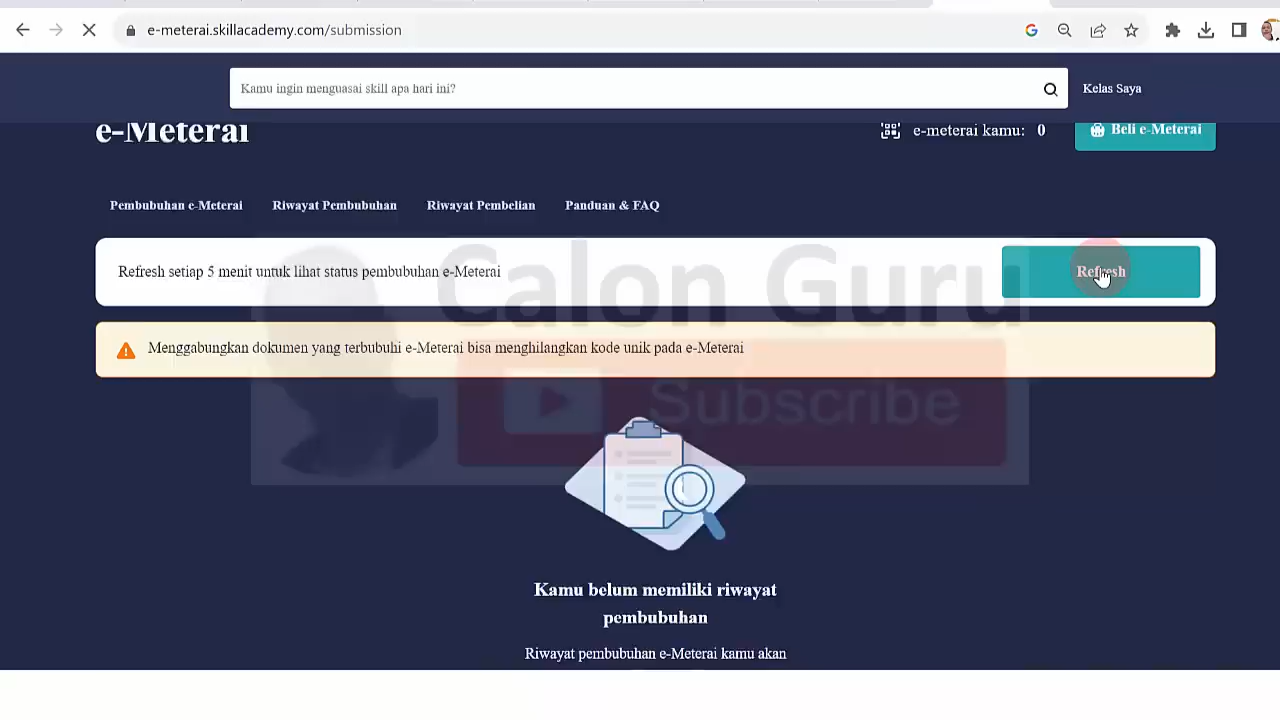 e-meterai.skillacademy.com/submission
Kamu ingin menguasai skill apa hari ini?
Kelas Saya
e-Meterai
e-meterai kamu: 0
Beli e-Meterai
Pembubuhan e-Meterai
Riwayat Pembubuhan
Riwayat Pembelian
Panduan & FAQ
Refresh setiap 5 menit untuk lihat status pembubuhan e-Meterai
Refresh
Calon Guru
Menggabungkan dokumen yang terbubuhi e-Meterai bisa menghilangkan kode unik pada e-Meterai
Subscribe
Kamu belum memiliki riwayat
pembubuhan
Riwayat pembubuhan e-Meterai kamu akan